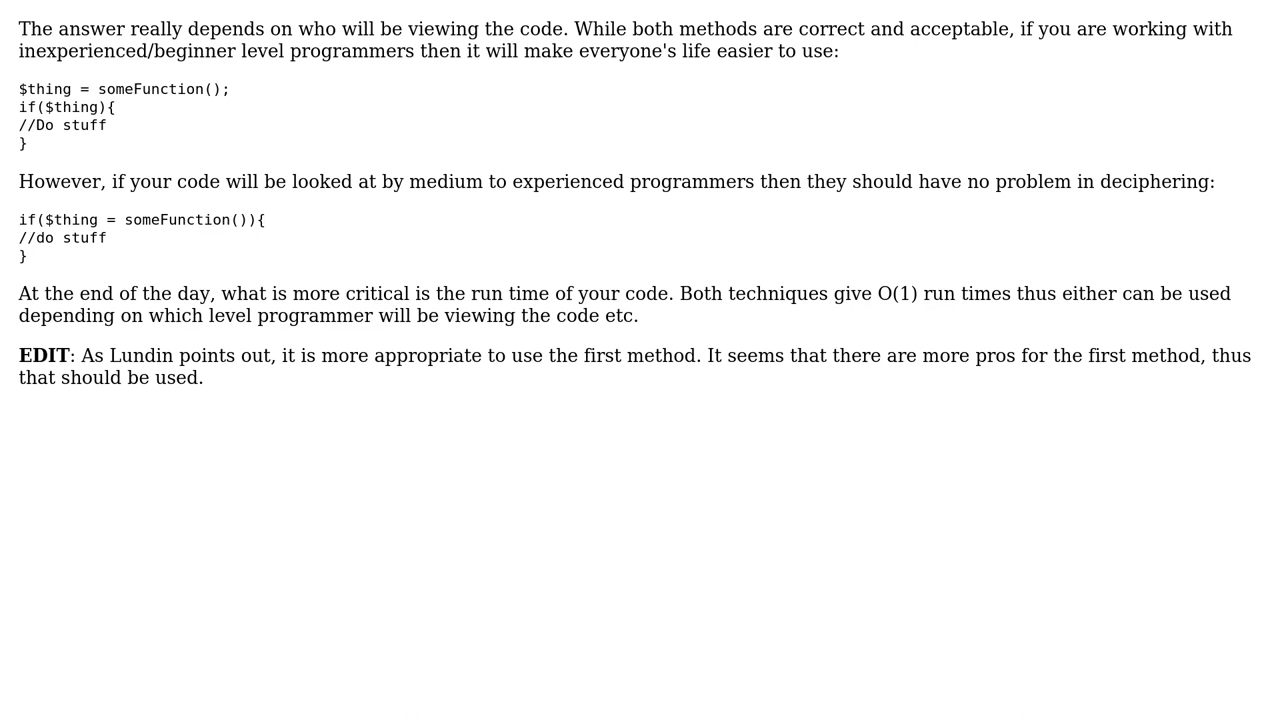 The answer really depends on who will be viewing the code. While both methods are correct and acceptable, if you are working with
inexperienced/beginner level programmers then it will make everyone's life easier to use:
$thing = someFunction();
if($thing){
//Do stuff
}
However, if your code will be looked at by medium to experienced programmers then they should have no problem in deciphering:
if($thing = someFunction()){
//do stuff
}
At the end of the day, what is more critical is the run time of your code. Both techniques give O(1) run times thus either can be used
depending on which level programmer will be viewing the code etc.
EDIT: As Lundin points out, it is more appropriate to use the first method. It seems that there are more pros for the first method, thus
that should be used.